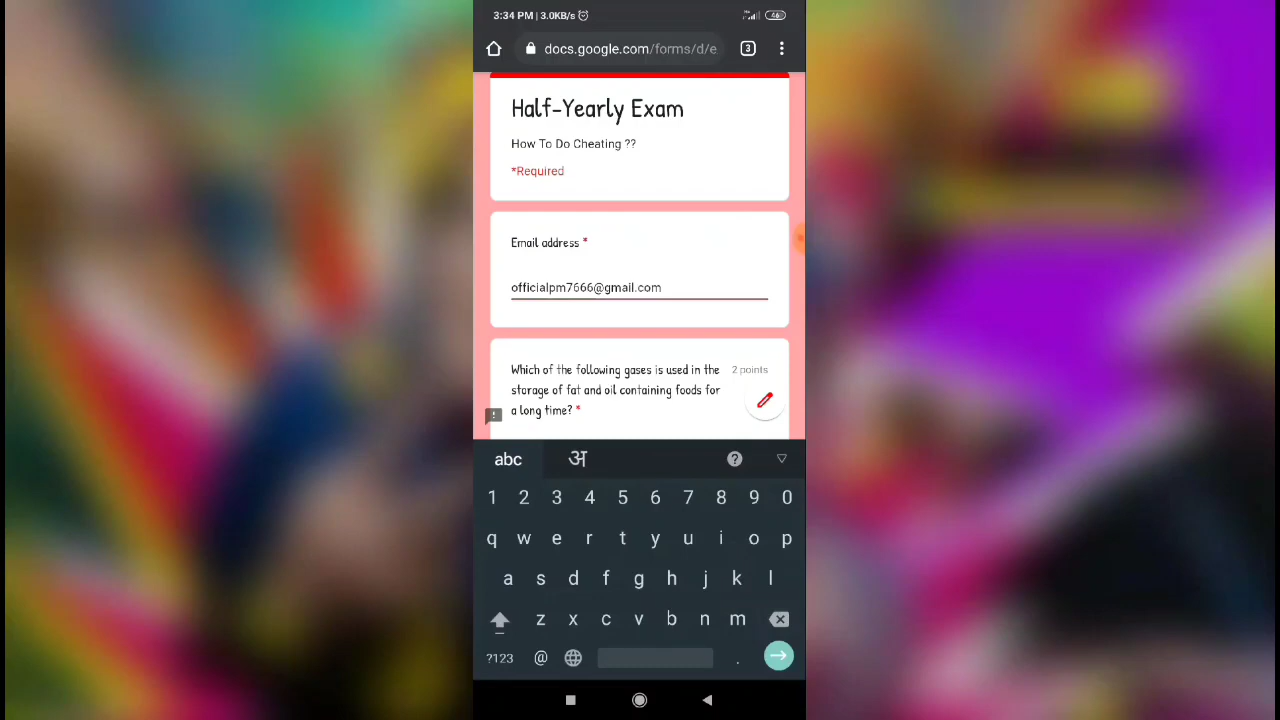 3:34 PM | 3.0KB/s
46
docs.google.com/forms/d/e
3
Half-Yearly Exam
How To Do Cheating ??
*Required
Email address *
officialpm7666@gmail.com
Which of the following gases is used in the
storage of fat and oil containing foods for
a long time? *
2 points
abc
अ
1 2 3 4 5 6 7 8 9 0
q w e r t y u i o p
a s d f g h j k l
z x c v b n m
?123 @ .